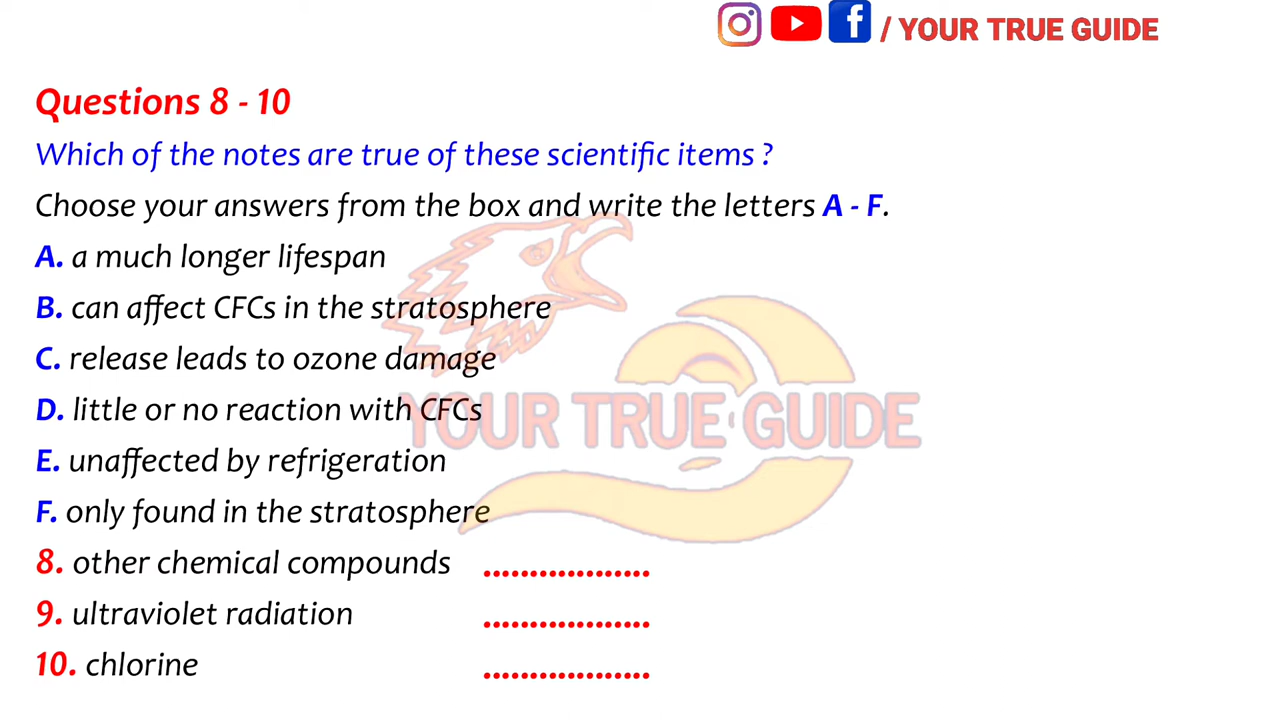 / YOUR TRUE GUIDE
Questions 8 - 10
Which of the notes are true of these scientific items ?
Choose your answers from the box and write the letters A - F.
A. a much longer lifespan
B. can affect CFCs in the stratosphere
C. release leads to ozone damage
D. little or no reaction with CFCs
E. unaffected by refrigeration
F. only found in the stratosphere
YOUR TRUE GUIDE
8. other chemical compounds ..................
9. ultraviolet radiation ..................
10. chlorine ..................